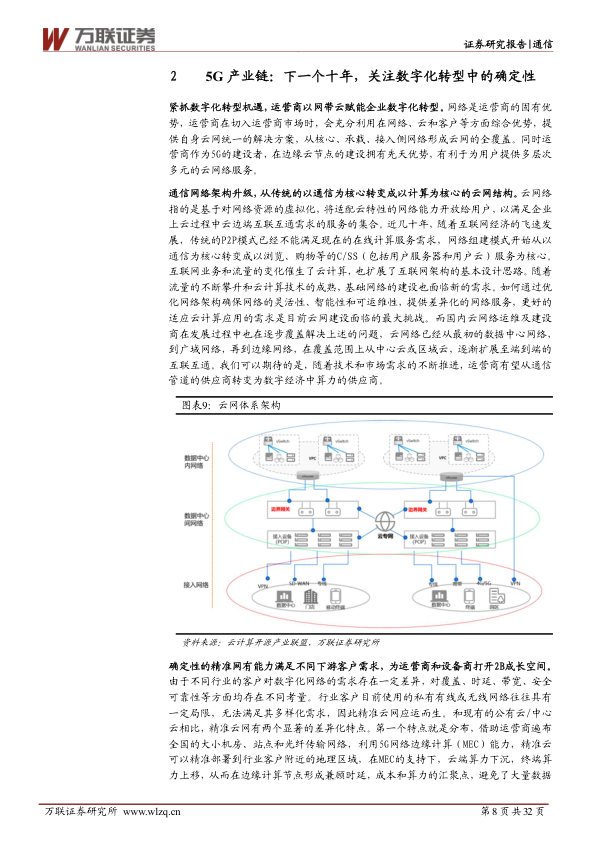 万联证券
WANLIAN SECURITIES
证券研究报告|通信
2 5G 产业链：下一个十年，关注数字化转型中的确定性
紧抓数字化转型机遇，运营商以网带云赋能企业数字化转型。网络是运营商的固有优
势，运营商在切入运营商市场时，会充分利用在网络、云和客户等方面综合优势，提
供自身云网统一的解决方案，从核心、承载、接入侧网络形成云网的全覆盖。同时运
营商作为5G的建设者，在边缘云节点的建设拥有先天优势，有利于为用户提供多层次
多元的云网络服务。
通信网络架构升级，从传统的以通信为核心转变成以计算为核心的云网结构。云网络
指的是基于对网络资源的虚拟化，将适配云特性的网络能力开放给用户，以满足企业
上云过程中云边端互联互通需求的服务的集合。近几十年，随着互联网经济的飞速发
展，传统的P2P模式已经不能满足现在的在线计算服务需求，网络组建模式开始从以
通信为核心转变成以浏览、购物等的C/SS（包括用户服务器和用户云）服务为核心。
互联网业务和流量的变化催生了云计算，也扩展了互联网架构的基本设计思路。随着
流量的不断攀升和云计算技术的成熟，基础网络的建设也面临新的需求。如何通过优
化网络架构确保网络的灵活性、智能性和可运维性，提供差异化的网络服务，更好的
适应云计算应用的需求是目前云网建设面临的最大挑战。而国内云网络运维及建设
商在发展过程中也在逐步覆盖解决上述的问题，云网络已经从最初的数据中心网络，
到广域网络，再到边缘网络，在覆盖范围上从中心云或区域云，逐渐扩展至端到端的
互联互通。我们可以期待的是，随着技术和市场需求的不断推进，运营商有望从通信
管道的供应商转变为数字经济中算力的供应商。
图表9：云网体系架构
vSwitch vSwitch vSwitch vSwitch
数据中心
内网络
VPC VPC
数据中心
间网络
边界网关 边界网关
云专网
接入设备
(POP)
接入设备
(POP)
接入网络
VPN SD-WAN 专线 专线 4G/5G VPN
数据中心 门店 移动终端 数据中心 终端 园区
资料来源：云计算开源产业联盟，万联证券研究所
确定性的精准网有能力满足不同下游客户需求，为运营商和设备商打开2B成长空间。
由于不同行业的客户对数字化网络的需求存在一定差异，对覆盖、时延、带宽、安全
可靠性等方面均存在不同考量。行业客户目前使用的私有有线或无线网络往往具有
一定局限，无法满足其多样化需求，因此精准云网应运而生。和现有的公有云/中心
云相比，精准云网有两个显著的差异化特点。第一个特点就是分布，借助运营商遍布
全国的大小机房、站点和光纤传输网络，利用5G网络边缘计算（MEC）能力，精准云
可以精准部署到行业客户附近的地理区域，在MEC的支持下，云端算力下沉，终端算
力上移，从而在边缘计算节点形成兼顾时延，成本和算力的汇聚点，避免了大量数据
万联证券研究所 www.wlzq.cn
第 8 页 共 32 页